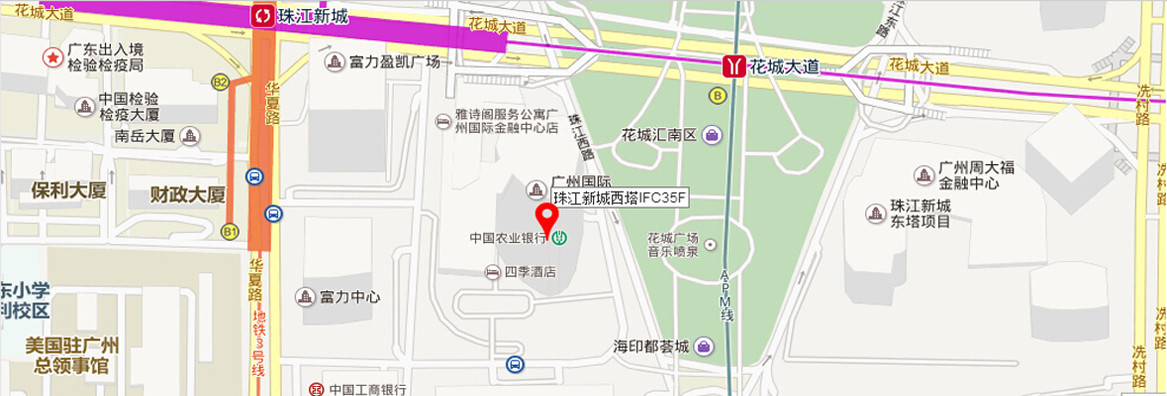 花城大道
珠江新城
花城大道
珠江东路
广东出入境
检验检疫局
富力盈凯广场
花城大道
花城大道
B2
中国检验
检疫大厦
华夏路
B
冼村路
雅诗阁服务公寓广
州国际金融中心店
珠江西路
南岳大厦
花城汇南区
保利大厦
财政大厦
广州国际
珠江新城西塔IFC35F
广州周大福
金融中心
冼村路
珠江新城
东塔项目
B1
中国农业银行
花城广场
音乐喷泉
四季酒店
华夏路
APM线
东小学
利校区
富力中心
地铁3号线
美国驻广州
总领事馆
海印都荟城
冼村路
中国工商银行